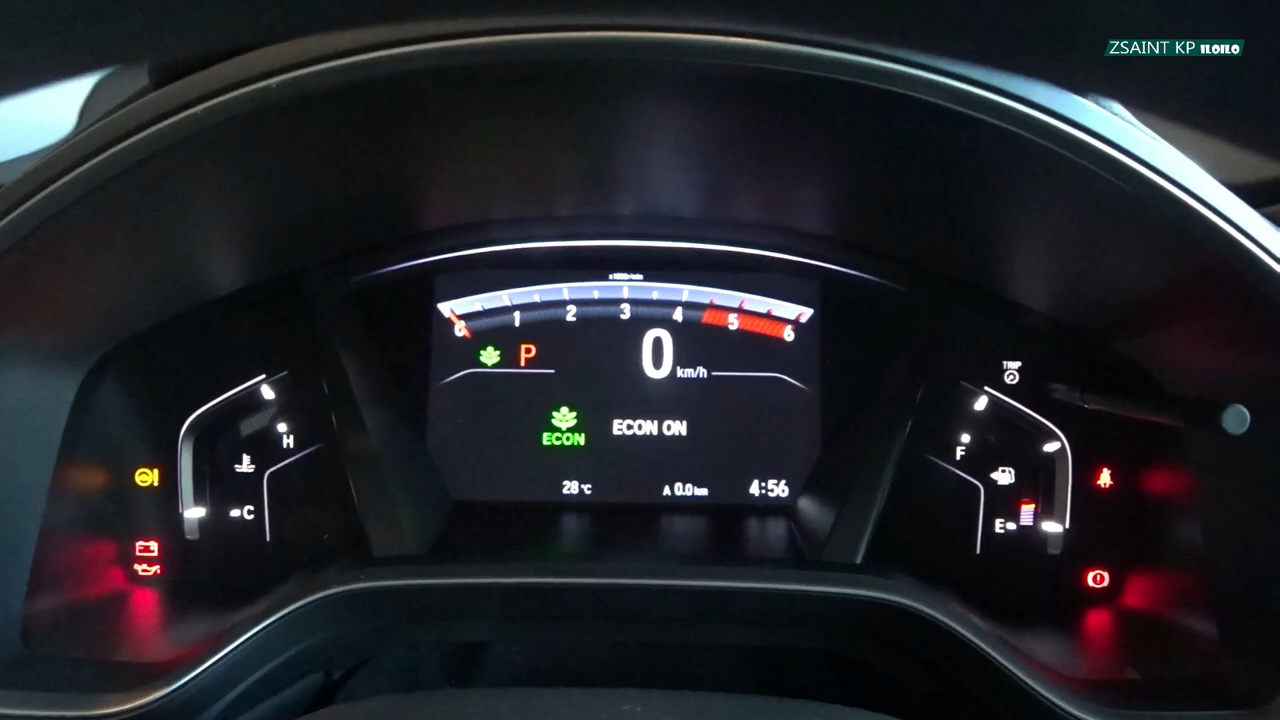 ZSAINT KP ILOILO
0 1 2 3 4 5 6
P
0 km/h
TRIP
H
F
ECON
ECON ON
C
28°C
A 0.0 km
4:56
E